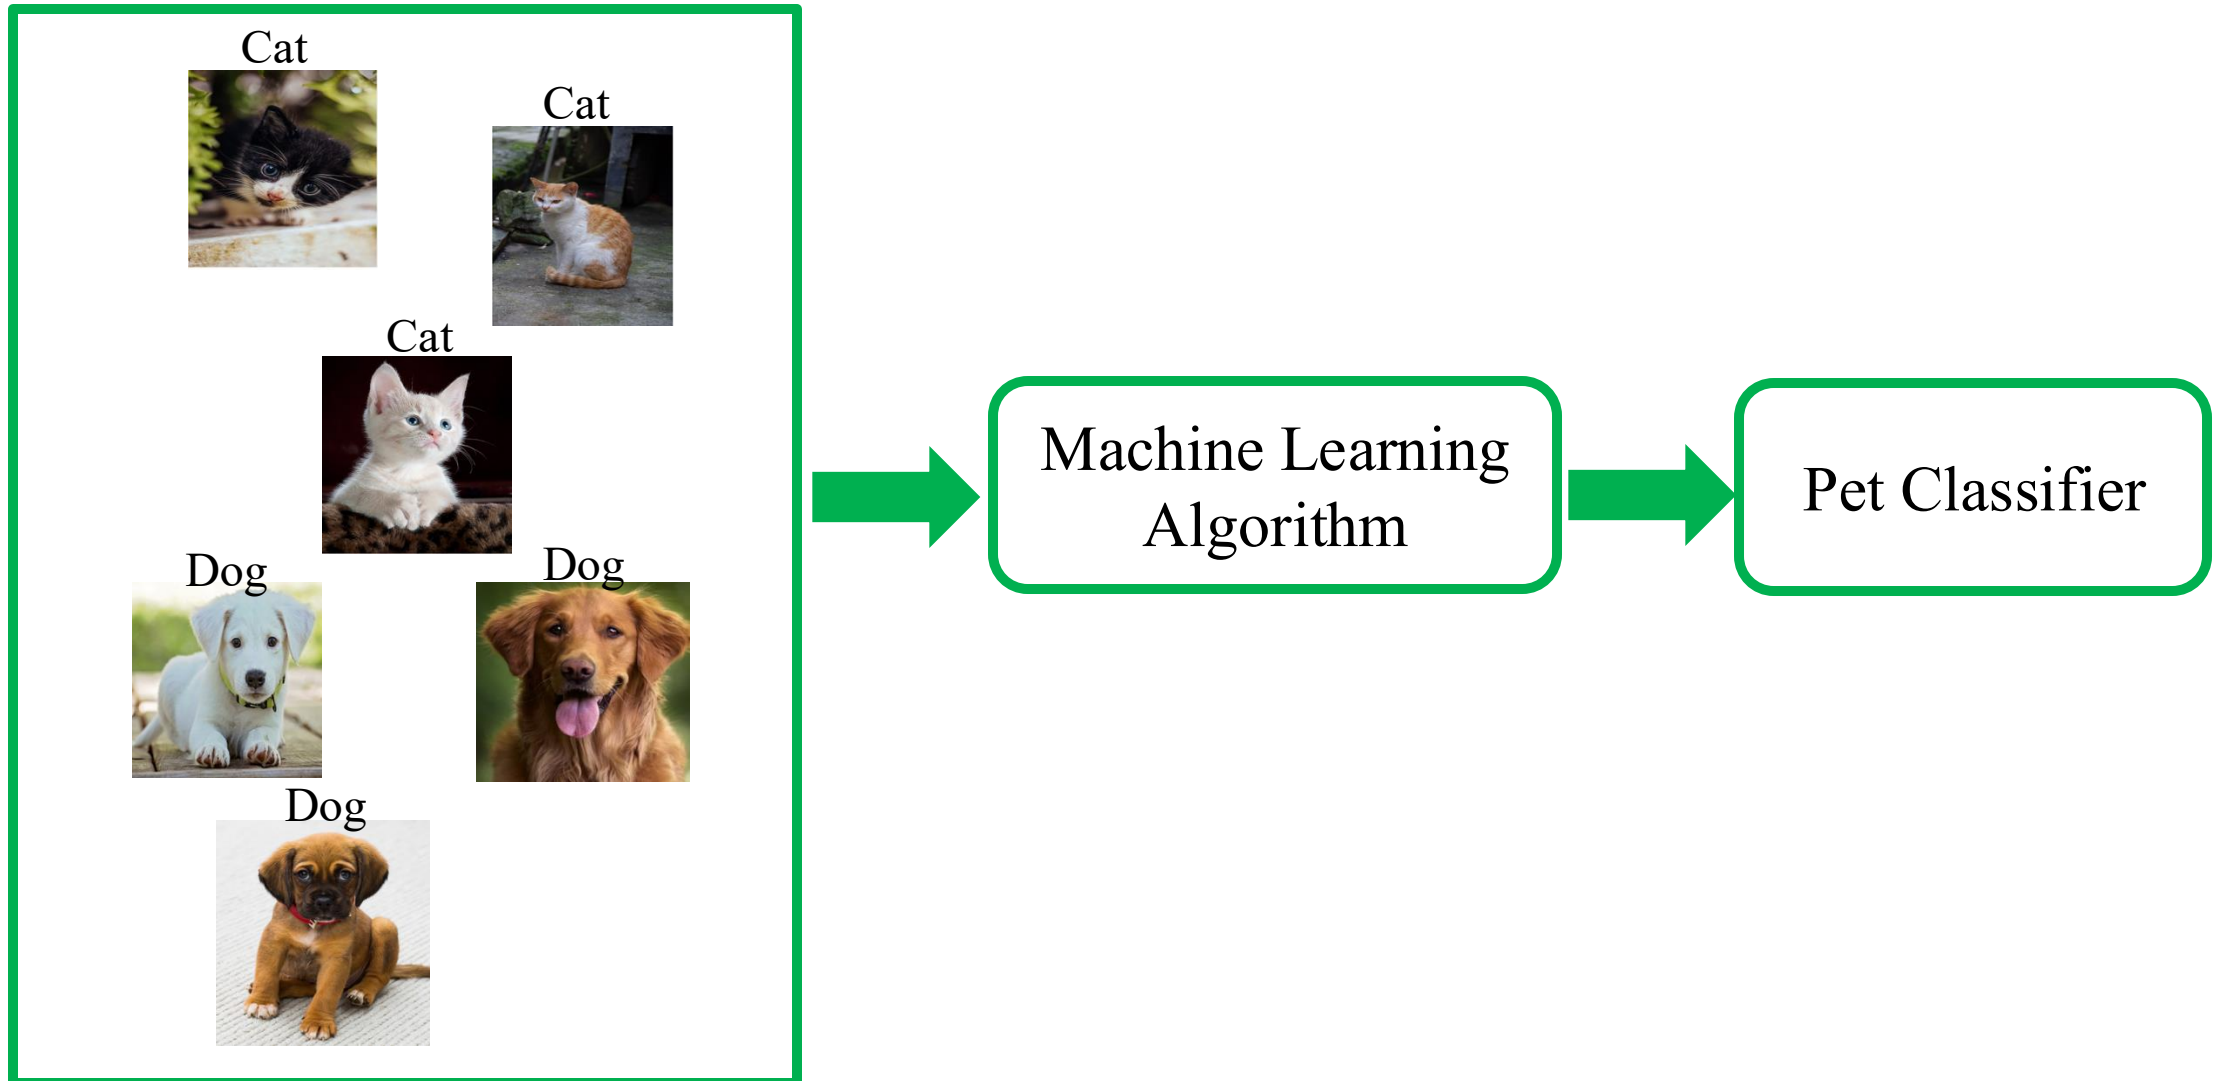 Cat
Cat
Cat
Dog
Dog
Dog
Machine Learning
Algorithm
Pet Classifier